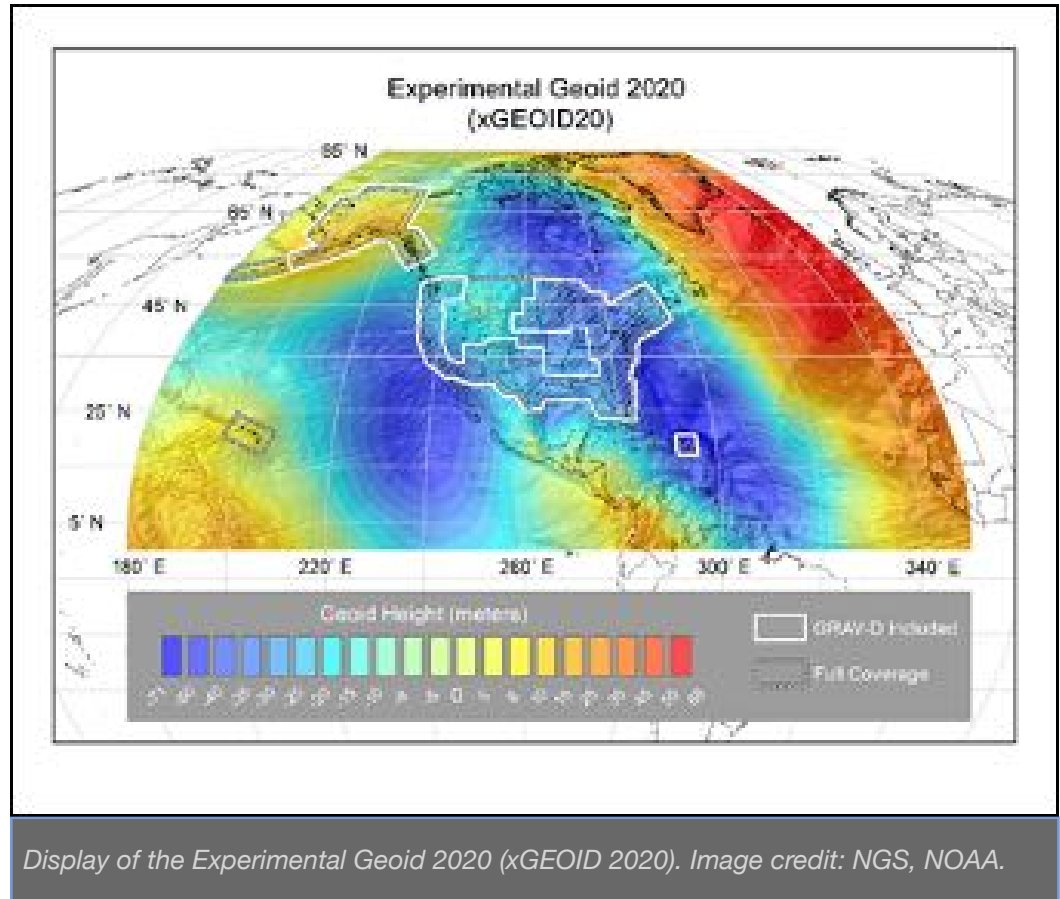 Experimental Geoid 2020
(xGEOID20)
85° N
65° N
45° N
25° N
5° N
180° E
220° E
260° E
300° E
340° E
Geoid Height (meters)
GRAV-D Included
Full Coverage
Display of the Experimental Geoid 2020 (xGEOID 2020). Image credit: NGS, NOAA.